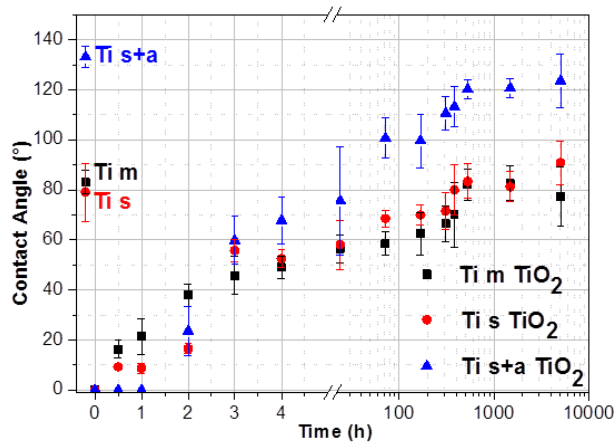 140
120
100
80
60
40
20
0
Contact Angle (°)
Ti s+a
Ti m
Ti s
Ti m TiO₂
Ti s TiO₂
Ti s+a TiO₂
0 1 2 3 4 100 1000 10000
Time (h)